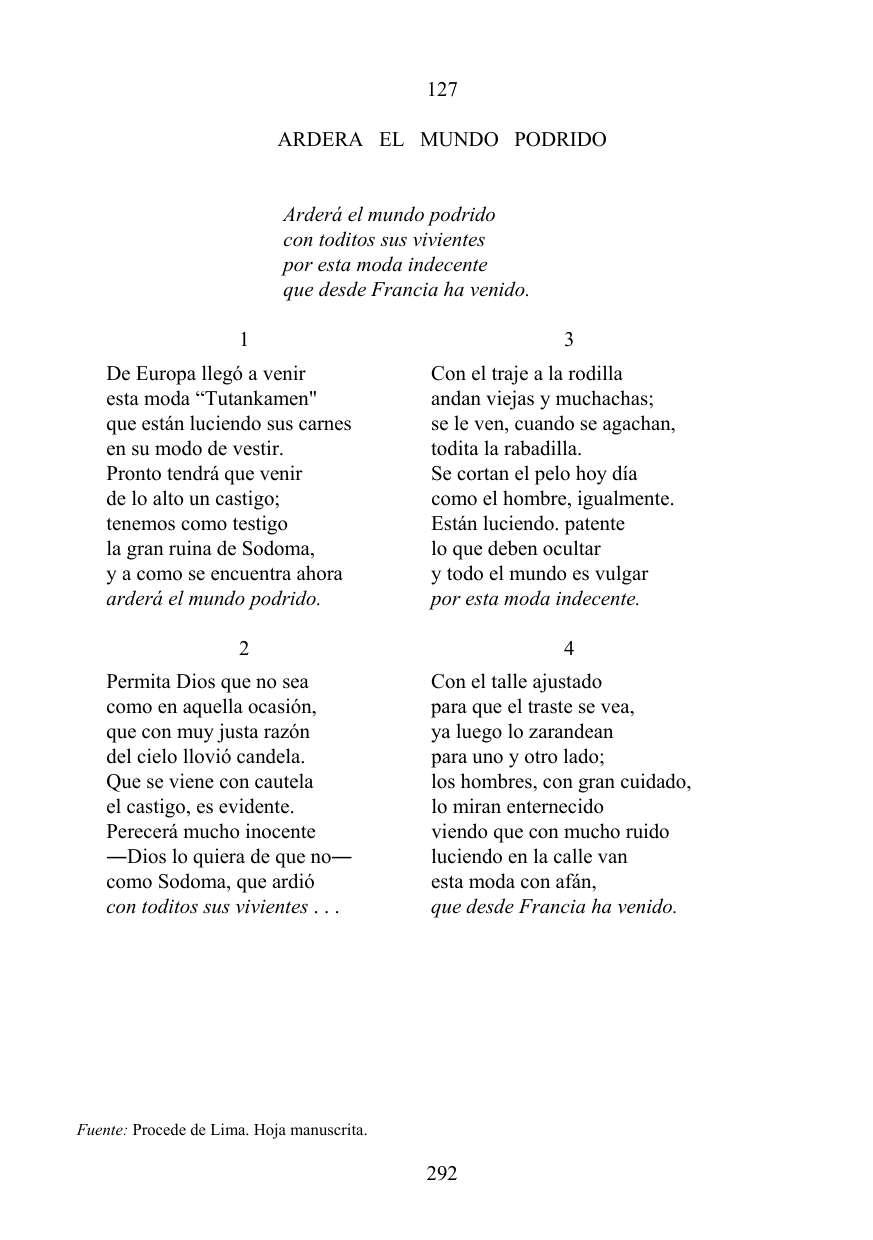 127
ARDERA EL MUNDO PODRIDO
Arderá el mundo podrido
con toditos sus vivientes
por esta moda indecente
que desde Francia ha venido.
1
De Europa llegó a venir
esta moda “Tutankamen"
que están luciendo sus carnes
en su modo de vestir.
Pronto tendrá que venir
de lo alto un castigo;
tenemos como testigo
la gran ruina de Sodoma,
y a como se encuentra ahora
arderá el mundo podrido.
2
Permita Dios que no sea
como en aquella ocasión,
que con muy justa razón
del cielo llovió candela.
Que se viene con cautela
el castigo, es evidente.
Perecerá mucho inocente
—Dios lo quiera de que no—
como Sodoma, que ardió
con toditos sus vivientes . . .
3
Con el traje a la rodilla
andan viejas y muchachas;
se le ven, cuando se agachan,
todita la rabadilla.
Se cortan el pelo hoy día
como el hombre, igualmente.
Están luciendo. patente
lo que deben ocultar
y todo el mundo es vulgar
por esta moda indecente.
4
Con el talle ajustado
para que el traste se vea,
ya luego lo zarandean
para uno y otro lado;
los hombres, con gran cuidado,
lo miran enternecido
viendo que con mucho ruido
luciendo en la calle van
esta moda con afán,
que desde Francia ha venido.
Fuente: Procede de Lima. Hoja manuscrita.
292